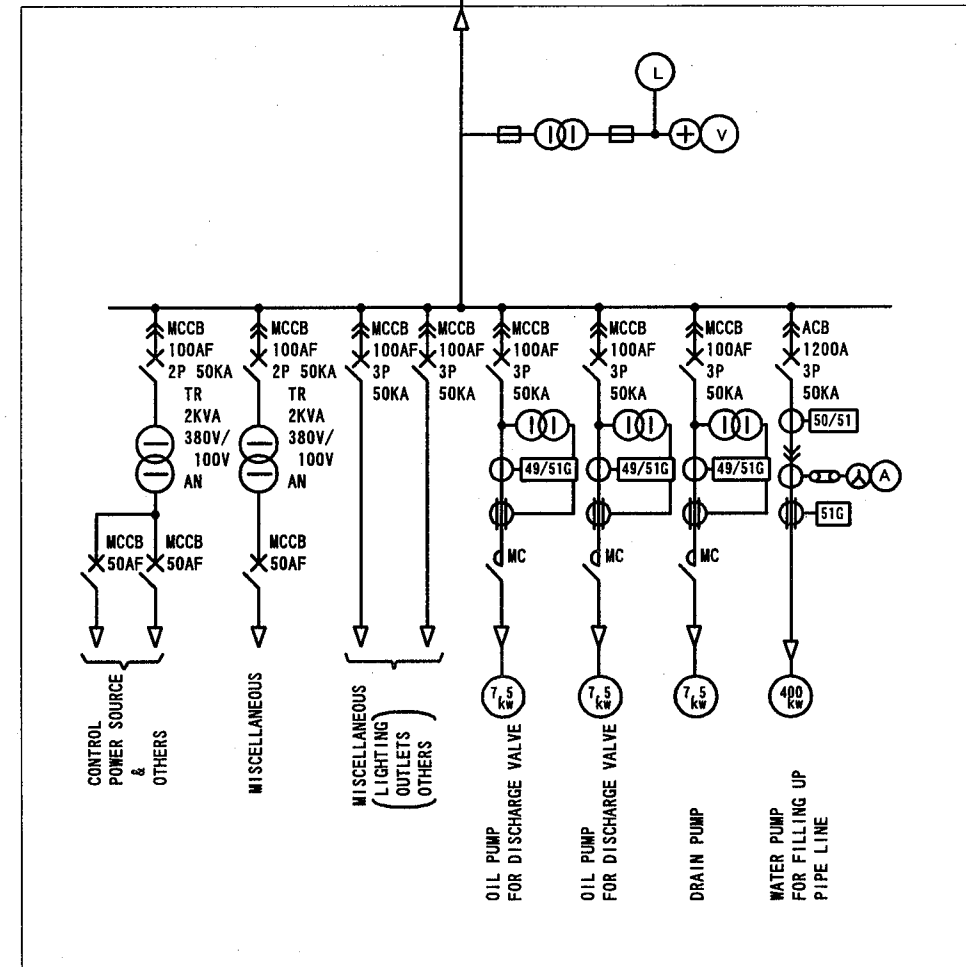 L
V
MCCB
100AF
2P 50KA
TR
2KVA
380V/
100V
AN
MCCB
50AF
MCCB
50AF
CONTROL
POWER SOURCE
&
OTHERS
MCCB
100AF
2P 50KA
TR
2KVA
380V/
100V
AN
MCCB
50AF
MISCELLANEOUS
MCCB
100AF
3P
50KA
MCCB
100AF
3P
50KA
MISCELLANEOUS
LIGHTING
OUTLETS
OTHERS
MCCB
100AF
3P
50KA
49/51G
MC
7.5
kw
OIL PUMP
FOR DISCHARGE VALVE
MCCB
100AF
3P
50KA
49/51G
MC
7.5
kw
OIL PUMP
FOR DISCHARGE VALVE
MCCB
100AF
3P
50KA
49/51G
MC
7.5
kw
DRAIN PUMP
ACB
1200A
3P
50KA
50/51
A
51G
400
kw
WATER PUMP
FOR FILLING UP
PIPE LINE